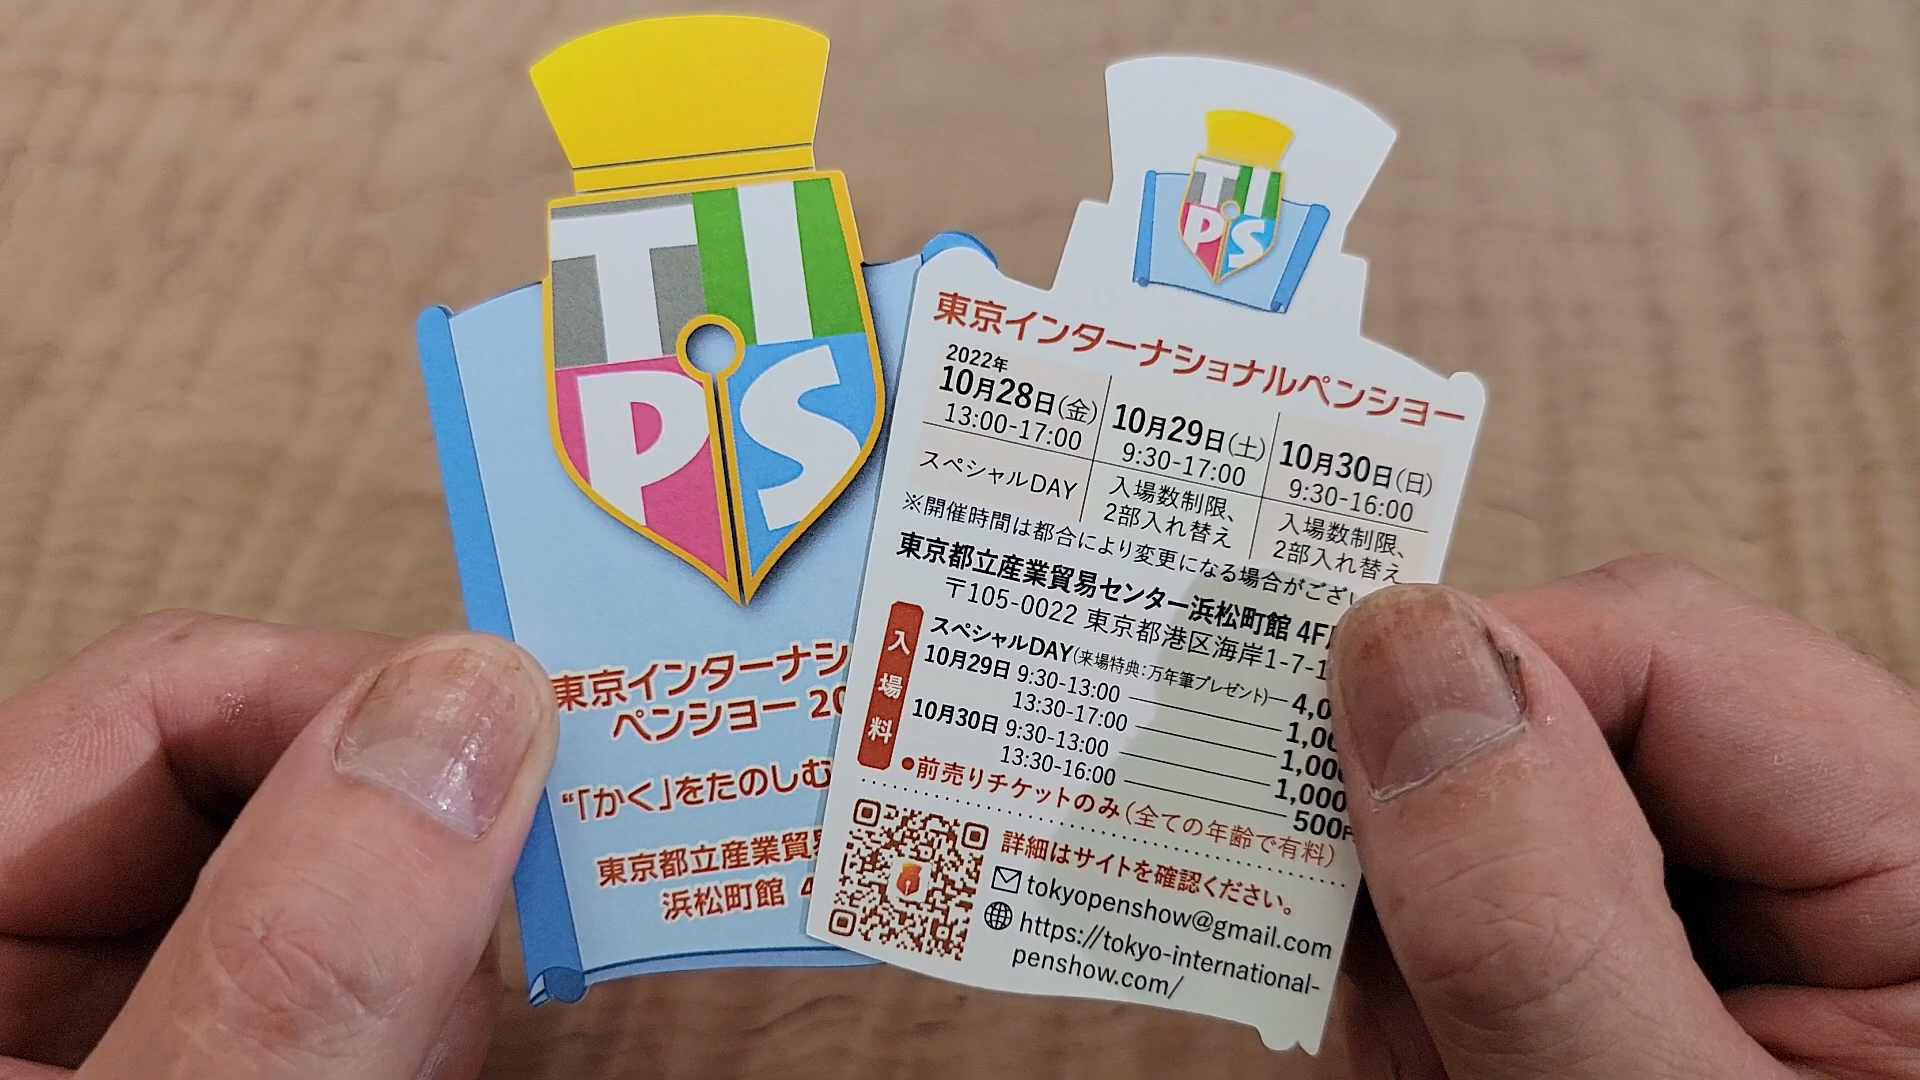 TI
PS
東京インターナシ
ペンショー
“「かく」をたのしむ
東京都立産業貿
浜松町館
TI
PS
東京インターナショナルペンショー
2022年
10月28日(金)
13:00-17:00
スペシャルDAY
10月29日(土)
9:30-17:00
入場数制限、
2部入れ替え
10月30日(日)
9:30-16:00
入場数制限、
2部入れ替え
※開催時間は都合により変更になる場合がござい
東京都立産業貿易センター浜松町館 4F
〒105-0022 東京都港区海岸1-7-1
入場料
スペシャルDAY(来場特典:万年筆プレゼント)
10月29日 9:30-13:00
13:30-17:00
10月30日 9:30-13:00 1,000
13:30-16:00 500
●前売りチケットのみ(全ての年齢で有料)
詳細はサイトを確認ください。
tokyopenshow@gmail.com
https://tokyo-international-
penshow.com/